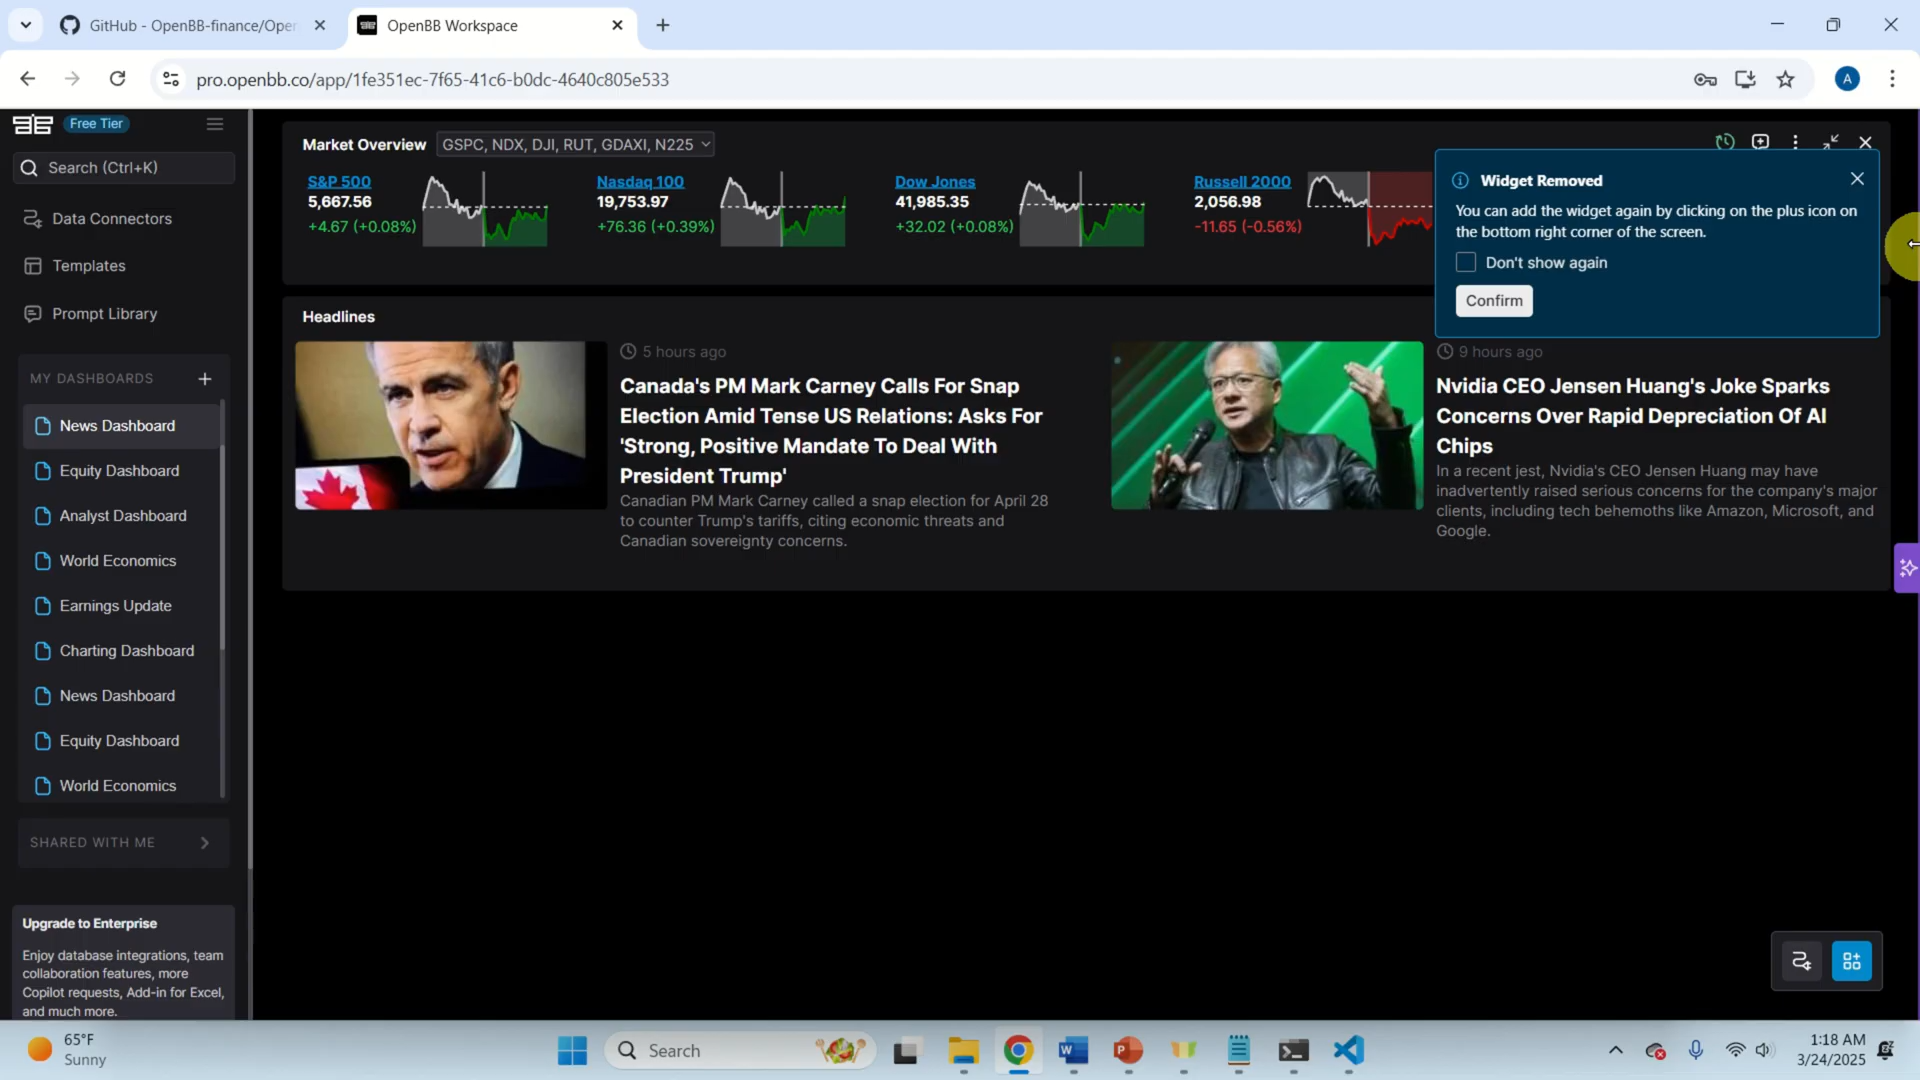 GitHub - OpenBB-finance/Open
OpenBB Workspace
pro.openbb.co/app/1fe351ec-7f65-41c6-b0dc-4640c805e533
A
Free Tier
Search (Ctrl+K)
Data Connectors
Templates
Prompt Library
MY DASHBOARDS
News Dashboard
Equity Dashboard
Analyst Dashboard
World Economics
Earnings Update
Charting Dashboard
News Dashboard
Equity Dashboard
World Economics
SHARED WITH ME
Upgrade to Enterprise
Enjoy database integrations, team
collaboration features, more
Copilot requests, Add-in for Excel,
and much more.
Market Overview
GSPC, NDX, DJI, RUT, GDAXI, N225
S&P 500
5,667.56
+4.67 (+0.08%)
Nasdaq 100
19,753.97
+76.36 (+0.39%)
Dow Jones
41,985.35
+32.02 (+0.08%)
Russell 2000
2,056.98
-11.65 (-0.56%)
Widget Removed
You can add the widget again by clicking on the plus icon on
the bottom right corner of the screen.
Don't show again
Confirm
Headlines
5 hours ago
Canada's PM Mark Carney Calls For Snap
Election Amid Tense US Relations: Asks For
'Strong, Positive Mandate To Deal With
President Trump'
Canadian PM Mark Carney called a snap election for April 28
to counter Trump's tariffs, citing economic threats and
Canadian sovereignty concerns.
9 hours ago
Nvidia CEO Jensen Huang's Joke Sparks
Concerns Over Rapid Depreciation Of AI
Chips
In a recent jest, Nvidia's CEO Jensen Huang may have
inadvertently raised serious concerns for the company's major
clients, including tech behemoths like Amazon, Microsoft, and
Google.
65°F
Sunny
Search
1:18 AM
3/24/2025